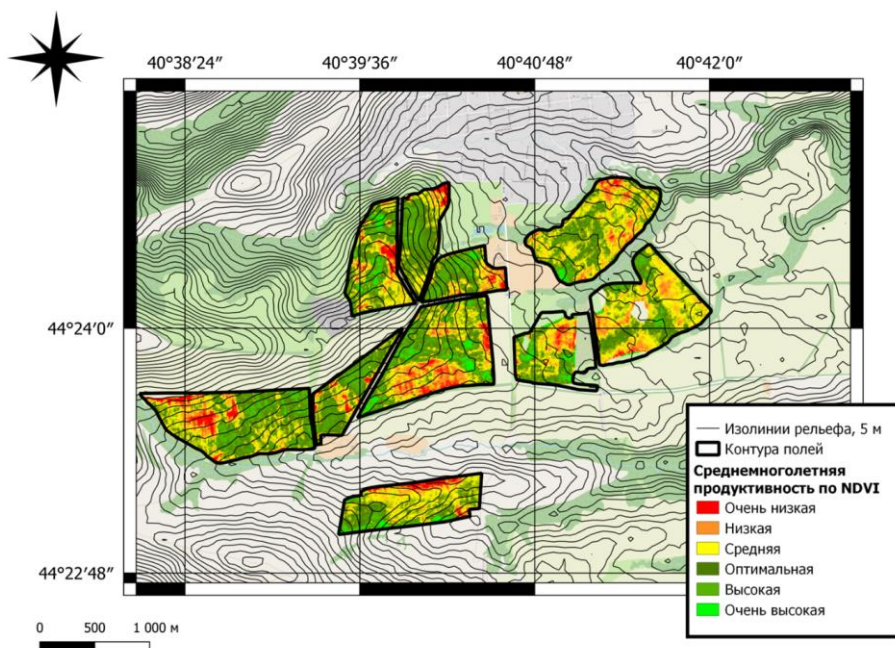 40°38′24″ 40°39′36″ 40°40′48″ 40°42′0″
44°24′0″
44°22′48″
Изолинии рельефа, 5 м
Контура полей
Среднемноголетняя
продуктивность по NDVI
Очень низкая
Низкая
Средняя
Оптимальная
Высокая
Очень высокая
0 500 1 000 м